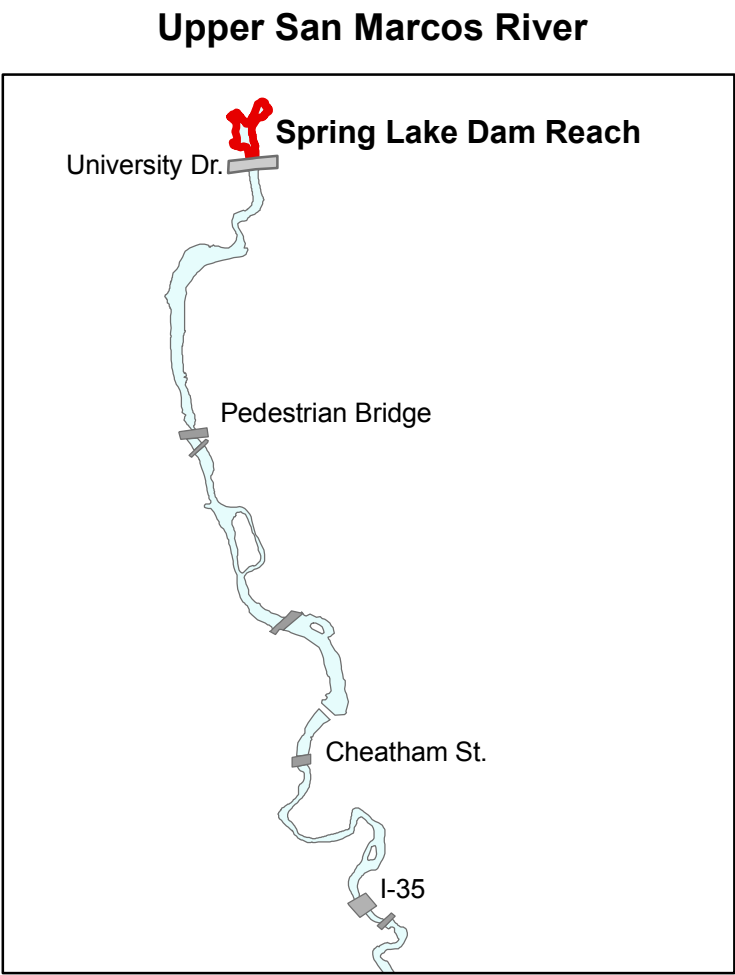 Upper San Marcos River
Spring Lake Dam Reach
University Dr.
Pedestrian Bridge
Cheatham St.
I-35